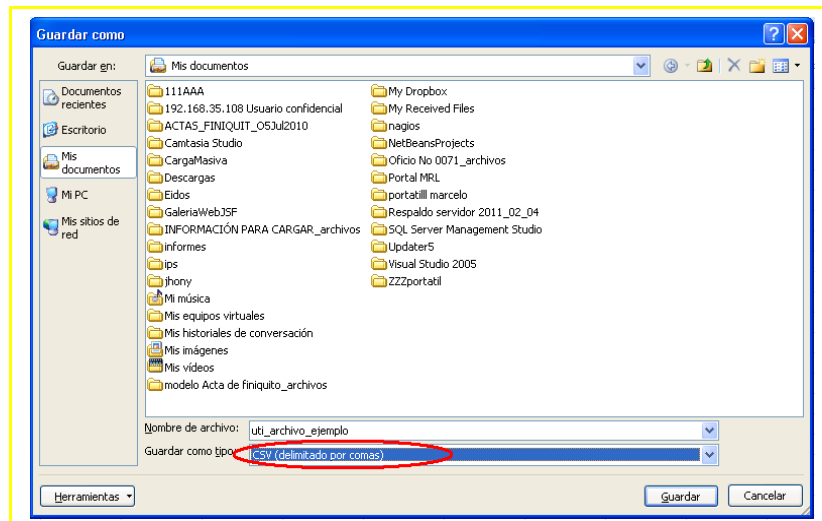 Guardar como
Guardar en:
Mis documentos
Documentos
recientes
Escritorio
Mis
documentos
Mi PC
Mis sitios de
red
111AAA
192.168.35.108 Usuario confidencial
ACTAS_FINIQUIT_O5Jul2010
Camtasia Studio
CargaMasiva
Descargas
Eidos
GaleriaWebJSF
INFORMACIÓN PARA CARGAR_archivos
informes
ips
jhony
Mi música
Mis equipos virtuales
Mis historiales de conversación
Mis imágenes
Mis vídeos
modelo Acta de finiquito_archivos
My Dropbox
My Received Files
nagios
NetBeansProjects
Oficio No 0071_archivos
Portal MRL
portatilll marcelo
Respaldo servidor 2011_02_04
SQL Server Management Studio
Updater5
Visual Studio 2005
ZZZportatil
Nombre de archivo:
uti_archivo_ejemplo
Guardar como tipo:
CSV (delimitado por comas)
Herramientas
Guardar
Cancelar